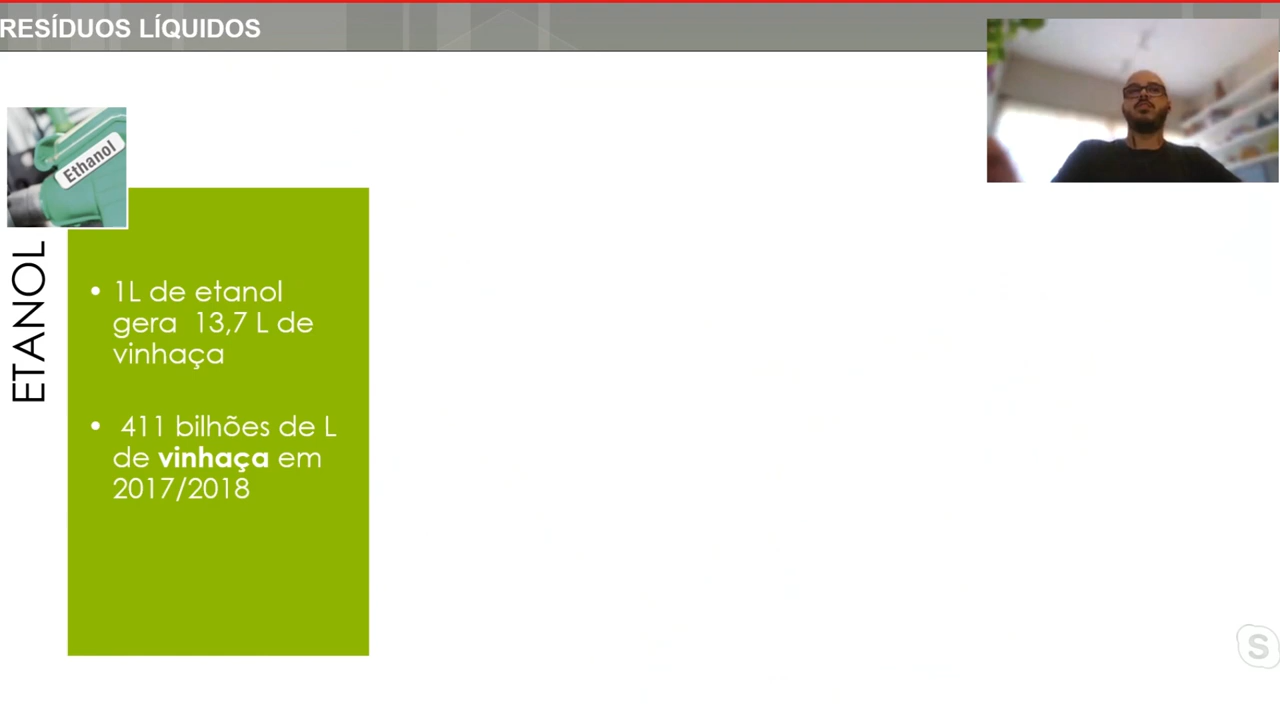 RESÍDUOS LÍQUIDOS
Ethanol
ETANOL
• 1L de etanol
gera 13,7 L de
vinhaça
• 411 bilhões de L
de vinhaça em
2017/2018
S